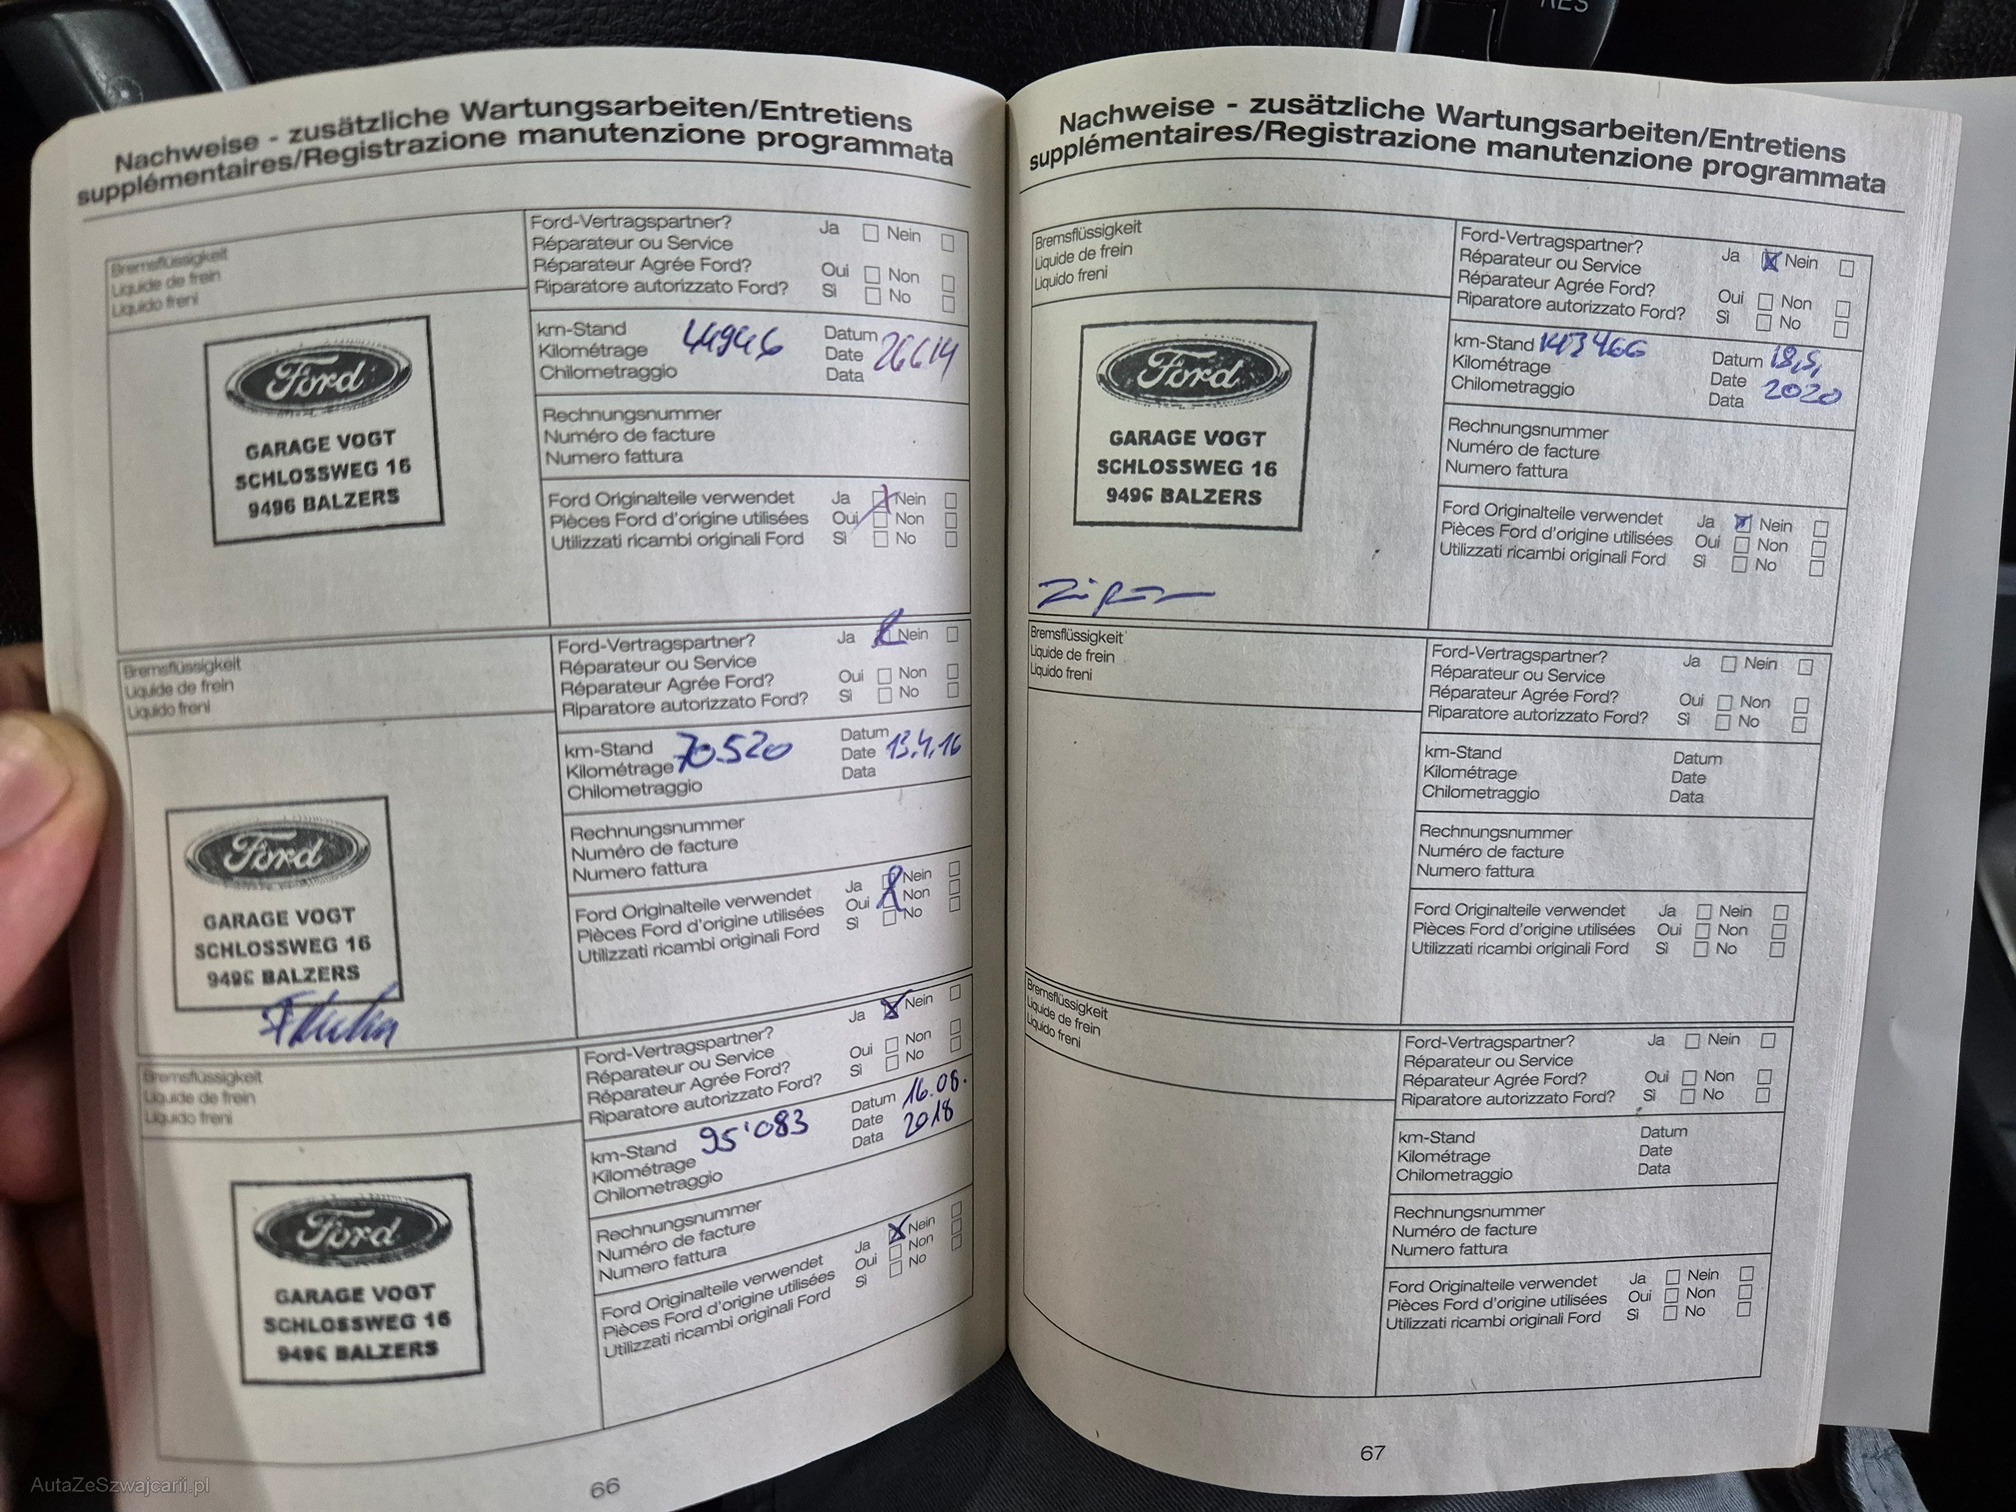 RES
Nachweise - zusätzliche Wartungsarbeiten/Entretiens
supplémentaires/Registrazione manutenzione programmata
Bremsflüssigkeit
Liquide de frein
Liquido freni
Ford-Vertragspartner? Ja Nein
Réparateur ou Service
Réparateur Agrée Ford? Oui Non
Riparatore autorizzato Ford? Sì No
Ford
GARAGE VOGT
SCHLOSSWEG 16
9496 BALZERS
km-Stand 44946 Datum 26614
Kilométrage Date
Chilometraggio Data
Rechnungsnummer
Numéro de facture
Numero fattura
Ford Originalteile verwendet Ja Nein
Pièces Ford d'origine utilisées Oui Non
Utilizzati ricambi originali Ford Sì No
Bremsflüssigkeit
Liquide de frein
Liquido freni
Ford-Vertragspartner? Ja Nein
Réparateur ou Service
Réparateur Agrée Ford? Oui Non
Riparatore autorizzato Ford? Sì No
Ford
GARAGE VOGT
SCHLOSSWEG 16
9496 BALZERS
km-Stand 70.520 Datum
Kilométrage Date 13.4.16
Chilometraggio Data
Rechnungsnummer
Numéro de facture
Numero fattura
Ford Originalteile verwendet Ja Nein
Pièces Ford d'origine utilisées Oui Non
Utilizzati ricambi originali Ford Sì No
Bremsflüssigkeit
Liquide de frein
Liquido freni
Ford-Vertragspartner? Ja Nein
Réparateur ou Service
Réparateur Agrée Ford? Oui Non
Riparatore autorizzato Ford? Sì No
Ford
GARAGE VOGT
SCHLOSSWEG 16
9496 BALZERS
km-Stand 95'083 Datum 16.08.
Kilométrage Date 2018
Chilometraggio Data
Rechnungsnummer
Numéro de facture
Numero fattura
Ford Originalteile verwendet Ja Nein
Pièces Ford d'origine utilisées Oui Non
Utilizzati ricambi originali Ford Sì No
66
Nachweise - zusätzliche Wartungsarbeiten/Entretiens
supplémentaires/Registrazione manutenzione programmata
Bremsflüssigkeit
Liquide de frein
Liquido freni
Ford-Vertragspartner? Ja Nein
Réparateur ou Service
Réparateur Agrée Ford? Oui Non
Riparatore autorizzato Ford? Sì No
Ford
GARAGE VOGT
SCHLOSSWEG 16
9496 BALZERS
km-Stand 143466 Datum 18.5.
Kilométrage Date 2020
Chilometraggio Data
Rechnungsnummer
Numéro de facture
Numero fattura
Ford Originalteile verwendet Ja Nein
Pièces Ford d'origine utilisées Oui Non
Utilizzati ricambi originali Ford Sì No
Bremsflüssigkeit
Liquide de frein
Liquido freni
Ford-Vertragspartner? Ja Nein
Réparateur ou Service
Réparateur Agrée Ford? Oui Non
Riparatore autorizzato Ford? Sì No
km-Stand Datum
Kilométrage Date
Chilometraggio Data
Rechnungsnummer
Numéro de facture
Numero fattura
Ford Originalteile verwendet Ja Nein
Pièces Ford d'origine utilisées Oui Non
Utilizzati ricambi originali Ford Sì No
Bremsflüssigkeit
Liquide de frein
Liquido freni
Ford-Vertragspartner? Ja Nein
Réparateur ou Service
Réparateur Agrée Ford? Oui Non
Riparatore autorizzato Ford? Sì No
km-Stand Datum
Kilométrage Date
Chilometraggio Data
Rechnungsnummer
Numéro de facture
Numero fattura
Ford Originalteile verwendet Ja Nein
Pièces Ford d'origine utilisées Oui Non
Utilizzati ricambi originali Ford Sì No
67
AutaZeSzwajcarii.pl